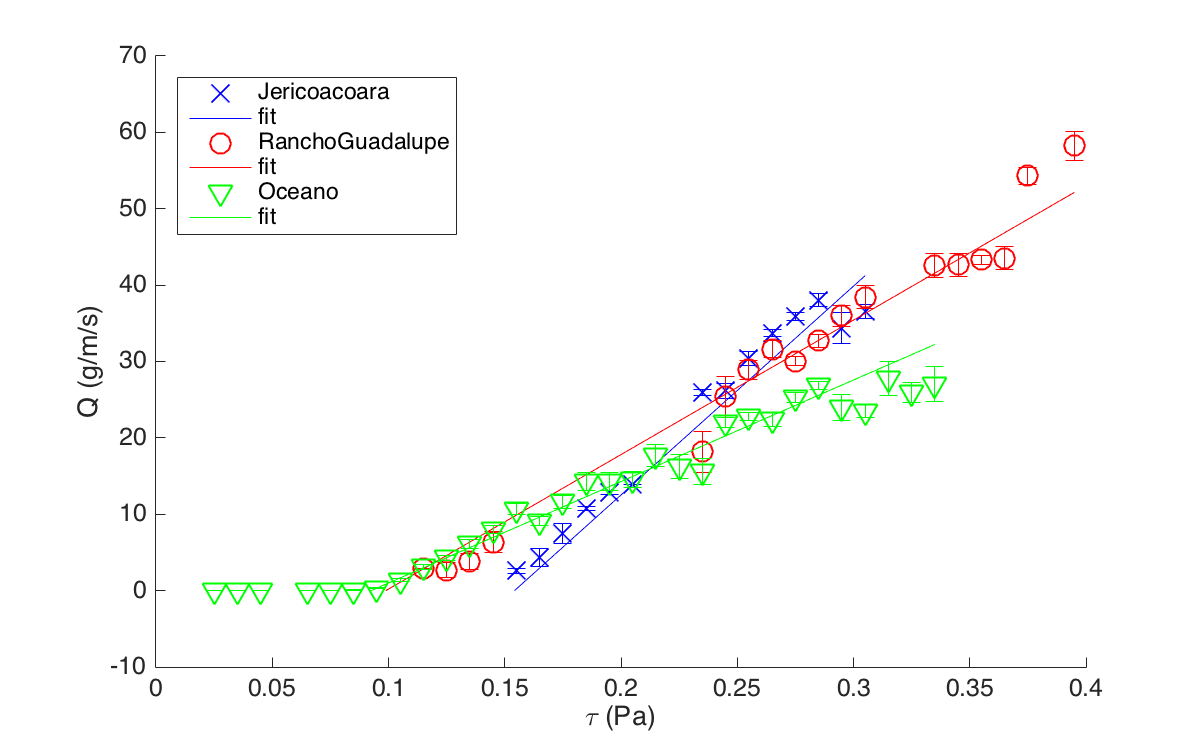 70
60
50
40
30
20
10
0
-10
Q (g/m/s)
Jericoacoara
fit
RanchoGuadalupe
fit
Oceano
fit
0 0.05 0.1 0.15 0.2 0.25 0.3 0.35 0.4
τ (Pa)